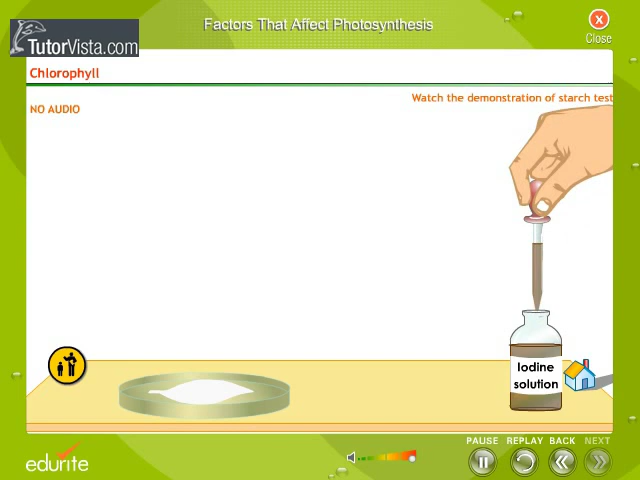 Factors That Affect Photosynthesis
Close
TutorVista.com
Chlorophyll
Watch the demonstration of starch test
NO AUDIO
Iodine
solution
PAUSE REPLAY BACK NEXT
edurite